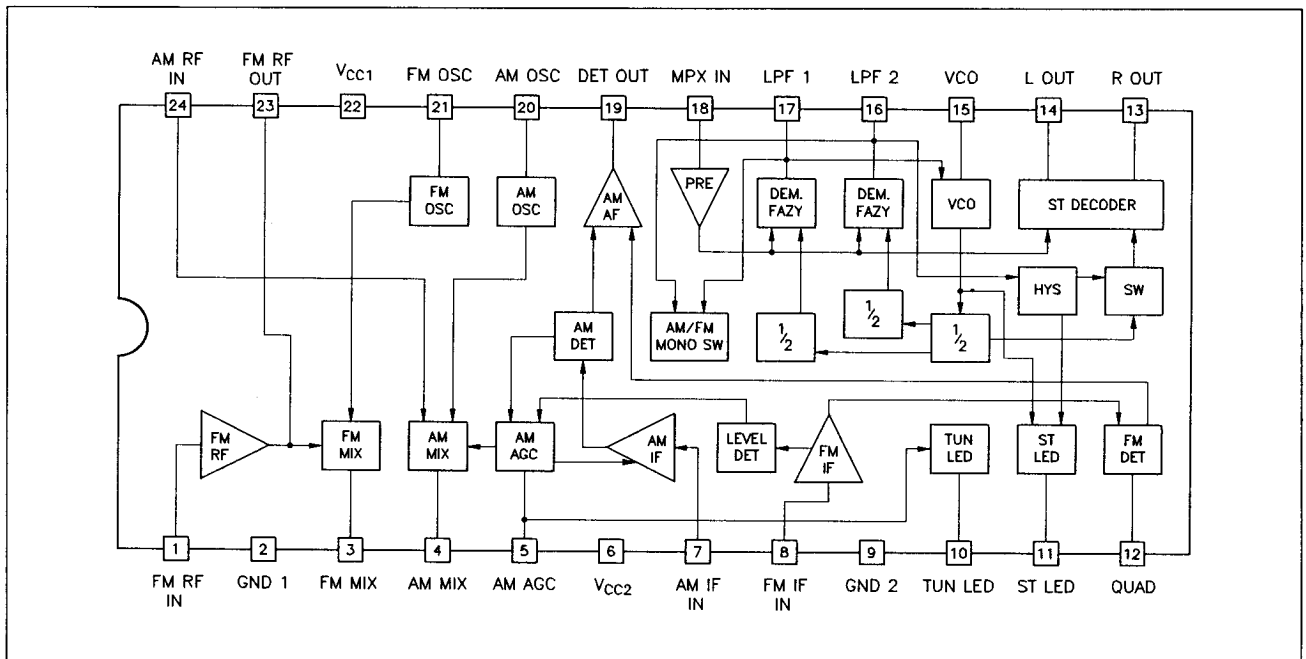 AM RF IN
FM RF OUT
VCC1
FM OSC
AM OSC
DET OUT
MPX IN
LPF 1
LPF 2
VCO
L OUT
R OUT
24
23
22
21
20
19
18
17
16
15
14
13
FM OSC
AM OSC
AM AF
PRE
DEM. FAZY
DEM. FAZY
VCO
ST DECODER
AM DET
AM/FM MONO SW
1/2
1/2
1/2
HYS
SW
FM RF
FM MIX
AM MIX
AM AGC
AM IF
LEVEL DET
FM IF
TUN LED
ST LED
FM DET
1
2
3
4
5
6
7
8
9
10
11
12
FM RF IN
GND 1
FM MIX
AM MIX
AM AGC
VCC2
AM IF IN
FM IF IN
GND 2
TUN LED
ST LED
QUAD